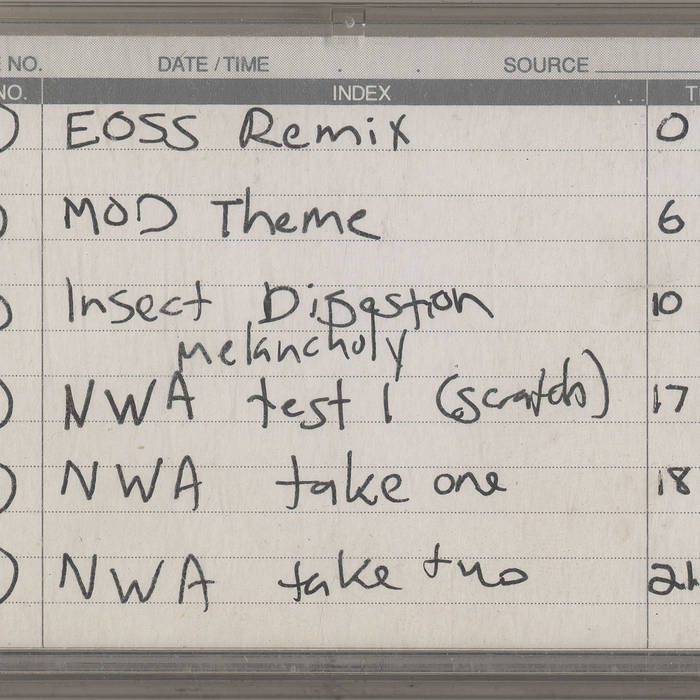 NO. DATE / TIME SOURCE
NO. INDEX T
EOSS Remix 0
MOD Theme 6
Insect Digestion 10
melancholy
NWA test 1 (scratch) 17
NWA take one 18
NWA take two 21